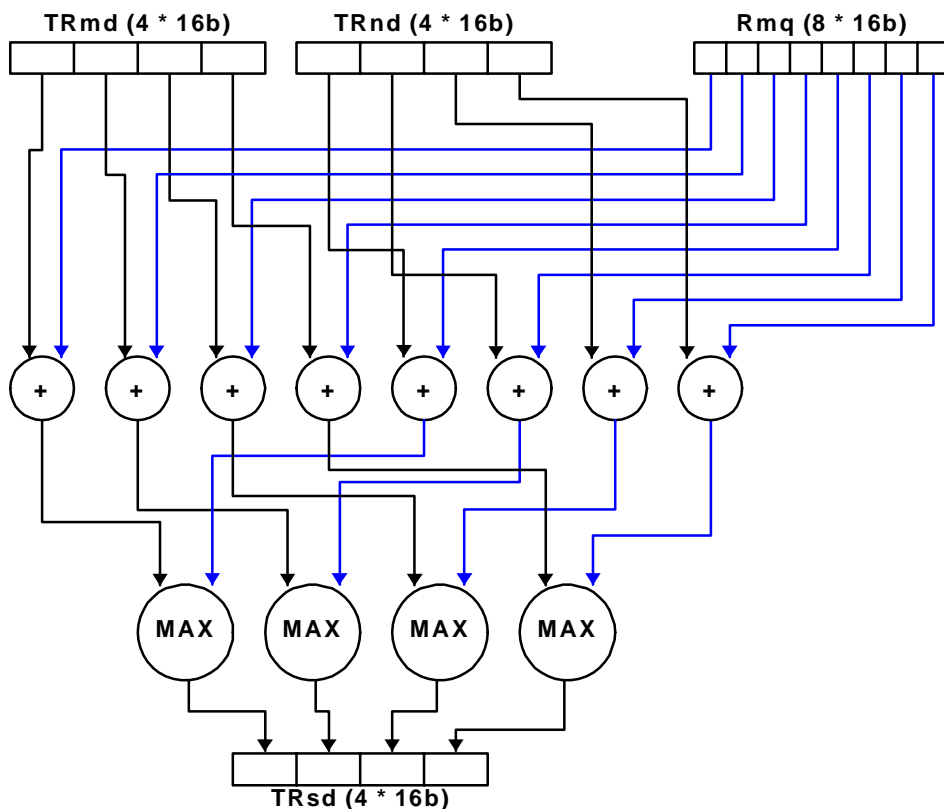 TRmd (4 * 16b)
TRnd (4 * 16b)
Rmq (8 * 16b)
+
+
+
+
+
+
+
+
MAX
MAX
MAX
MAX
TRsd (4 * 16b)